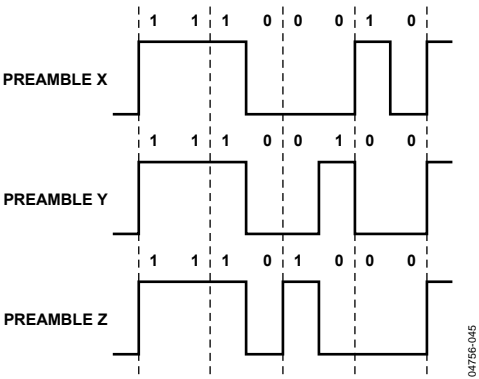 1 1 1 0 0 0 1 0
PREAMBLE X
1 1 1 0 0 1 0 0
PREAMBLE Y
1 1 1 0 1 0 0 0
PREAMBLE Z
04756-045